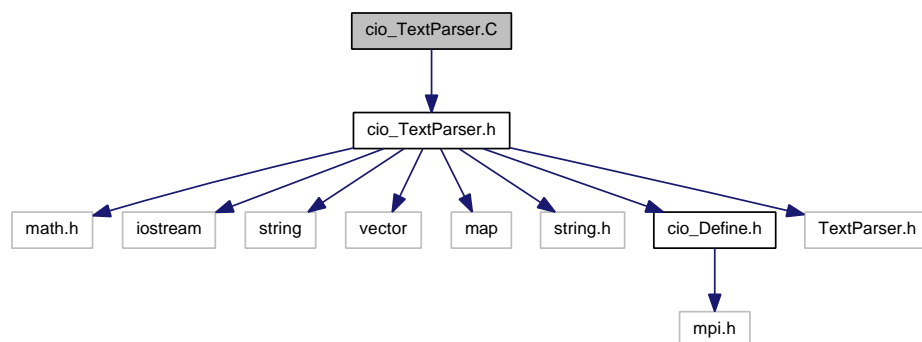 cio_TextParser.C
cio_TextParser.h
math.h
iostream
string
vector
map
string.h
cio_Define.h
TextParser.h
mpi.h